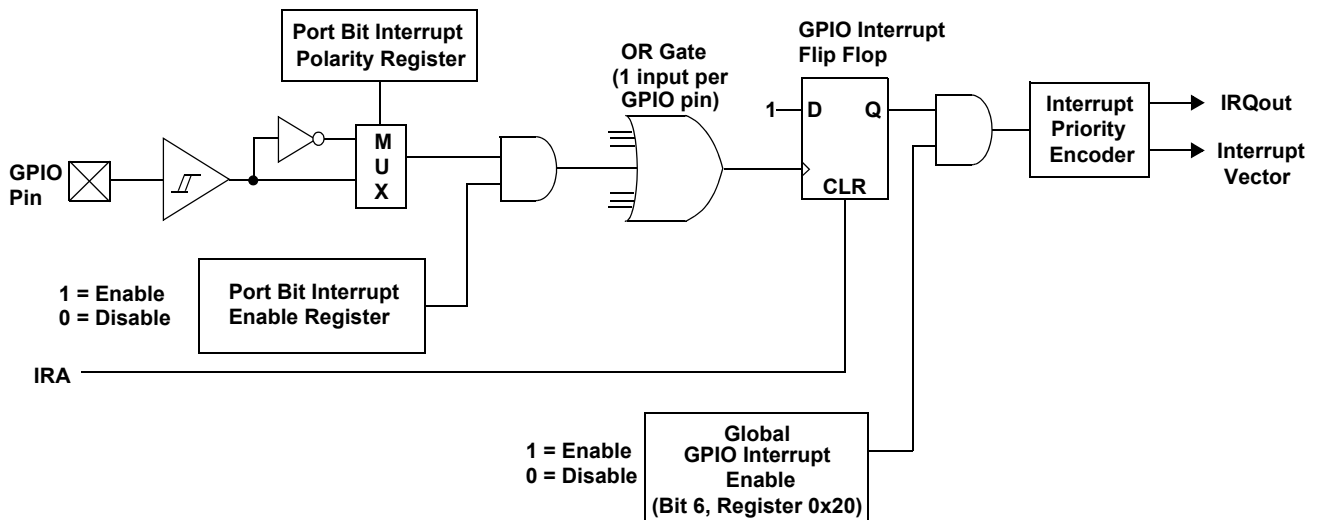 Port Bit Interrupt
Polarity Register
OR Gate
(1 input per
GPIO pin)
GPIO Interrupt
Flip Flop
M
U
X
GPIO
Pin
1
D
Q
CLR
Interrupt
Priority
Encoder
IRQout
Interrupt
Vector
1 = Enable
0 = Disable
Port Bit Interrupt
Enable Register
IRA
1 = Enable
0 = Disable
Global
GPIO Interrupt
Enable
(Bit 6, Register 0x20)